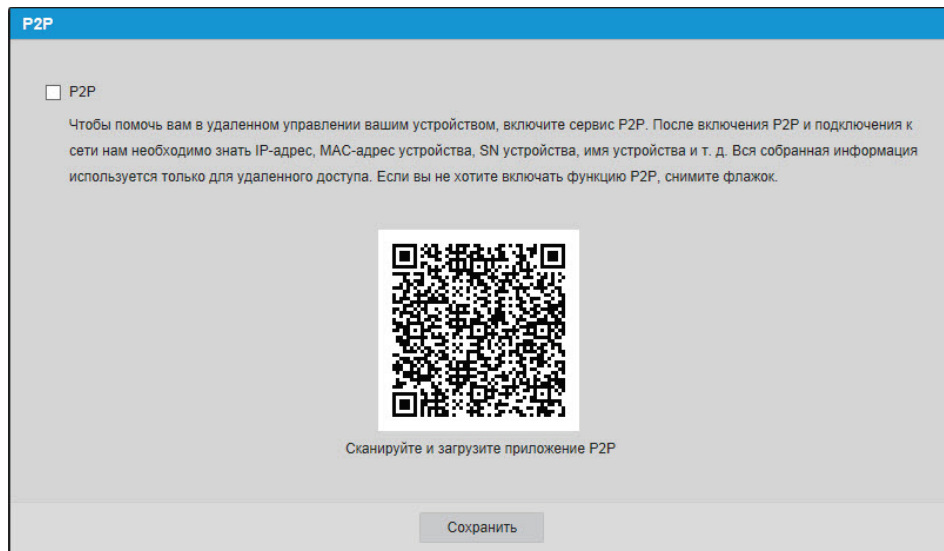 P2P
P2P
Чтобы помочь вам в удаленном управлении вашим устройством, включите сервис P2P. После включения P2P и подключения к
сети нам необходимо знать IP-адрес, MAC-адрес устройства, SN устройства, имя устройства и т. д. Вся собранная информация
используется только для удаленного доступа. Если вы не хотите включать функцию P2P, снимите флажок.
Сканируйте и загрузите приложение P2P
Сохранить